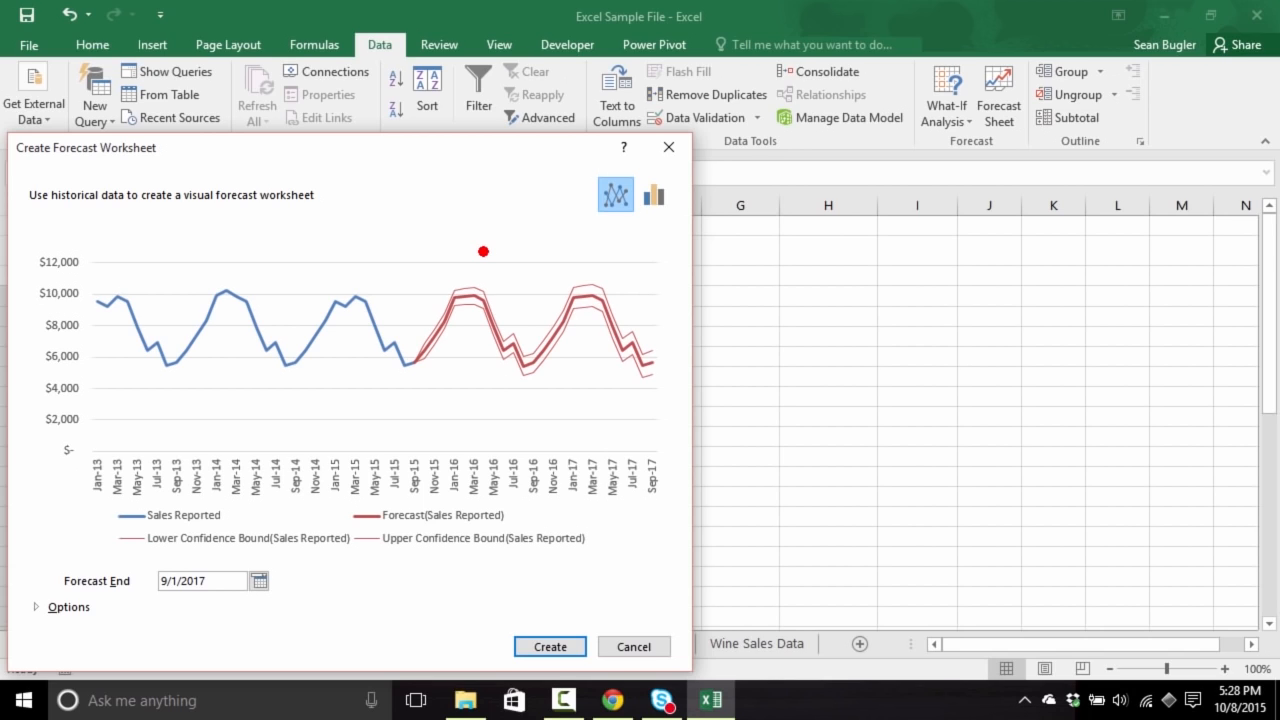 Excel Sample File - Excel
File Home Insert Page Layout Formulas Data Review View Developer Power Pivot Tell me what you want to do... Sean Bugler Share
Get External Data
New Query
Show Queries
From Table
Recent Sources
Refresh All
Connections
Properties
Edit Links
Sort
Filter
Clear
Reapply
Advanced
Text to Columns
Flash Fill
Remove Duplicates
Data Validation
Consolidate
Relationships
Manage Data Model
Data Tools
What-If Analysis
Forecast Sheet
Forecast
Group
Ungroup
Subtotal
Outline
Create Forecast Worksheet ?
Use historical data to create a visual forecast worksheet
$12,000
$10,000
$8,000
$6,000
$4,000
$2,000
$-
Jan-13 Mar-13 May-13 Jul-13 Sep-13 Nov-13 Jan-14 Mar-14 May-14 Jul-14 Sep-14 Nov-14 Jan-15 Mar-15 May-15 Jul-15 Sep-15 Nov-15 Jan-16 Mar-16 May-16 Jul-16 Sep-16 Nov-16 Jan-17 Mar-17 May-17 Jul-17 Sep-17
Sales Reported Forecast(Sales Reported)
Lower Confidence Bound(Sales Reported) Upper Confidence Bound(Sales Reported)
Forecast End 9/1/2017
Options
Create Cancel
G H I J K L M N
Wine Sales Data
100%
Ask me anything
5:28 PM
10/8/2015